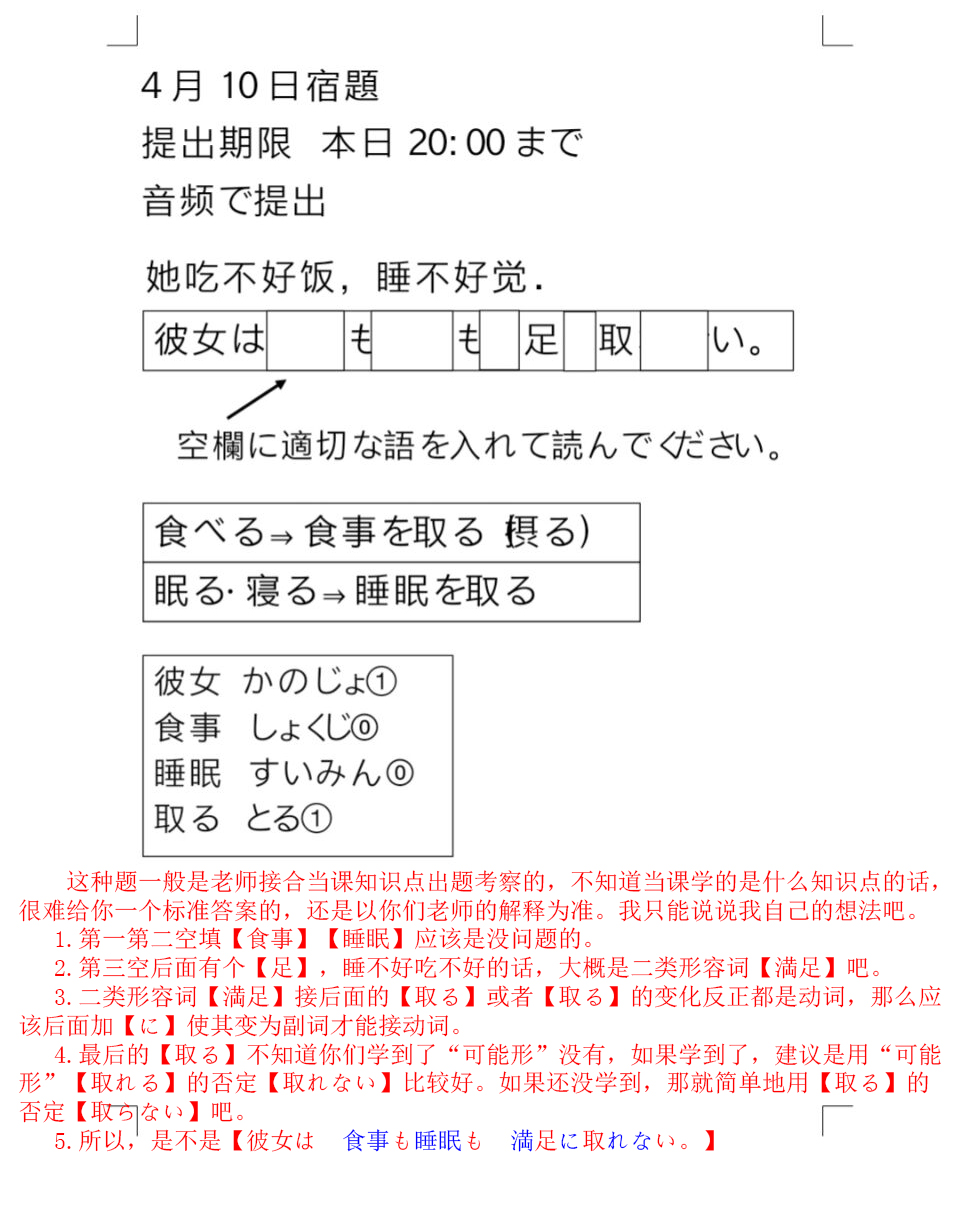 4月10日宿題
提出期限 本日20:00まで
音频で提出
她吃不好饭，睡不好觉.
彼女は も も 足 取 い。
空欄に適切な語を入れて読んでください。
食べる⇒食事を取る (摂る)
眠る·寝る⇒睡眠を取る
彼女 かのじょ①
食事 しょくじ⓪
睡眠 すいみん⓪
取る とる①
这种题一般是老师接合当课知识点出题考察的，不知道当课学的是什么知识点的话，
很难给你一个标准答案的，还是以你们老师的解释为准。我只能说说我自己的想法吧。
1.第一第二空填【食事】【睡眠】应该是没问题的。
2.第三空后面有个【足】，睡不好吃不好的话，大概是二类形容词【満足】吧。
3.二类形容词【満足】接后面的【取る】或者【取る】的变化反正都是动词，那么应
该后面加【に】使其变为副词才能接动词。
4.最后的【取る】不知道你们学到了“可能形”没有，如果学到了，建议是用“可能
形”【取れる】的否定【取れない】比较好。如果还没学到，那就简单地用【取る】的
否定【取らない】吧。
5.所以，是不是【彼女は 食事も睡眠も 満足に取れない。】